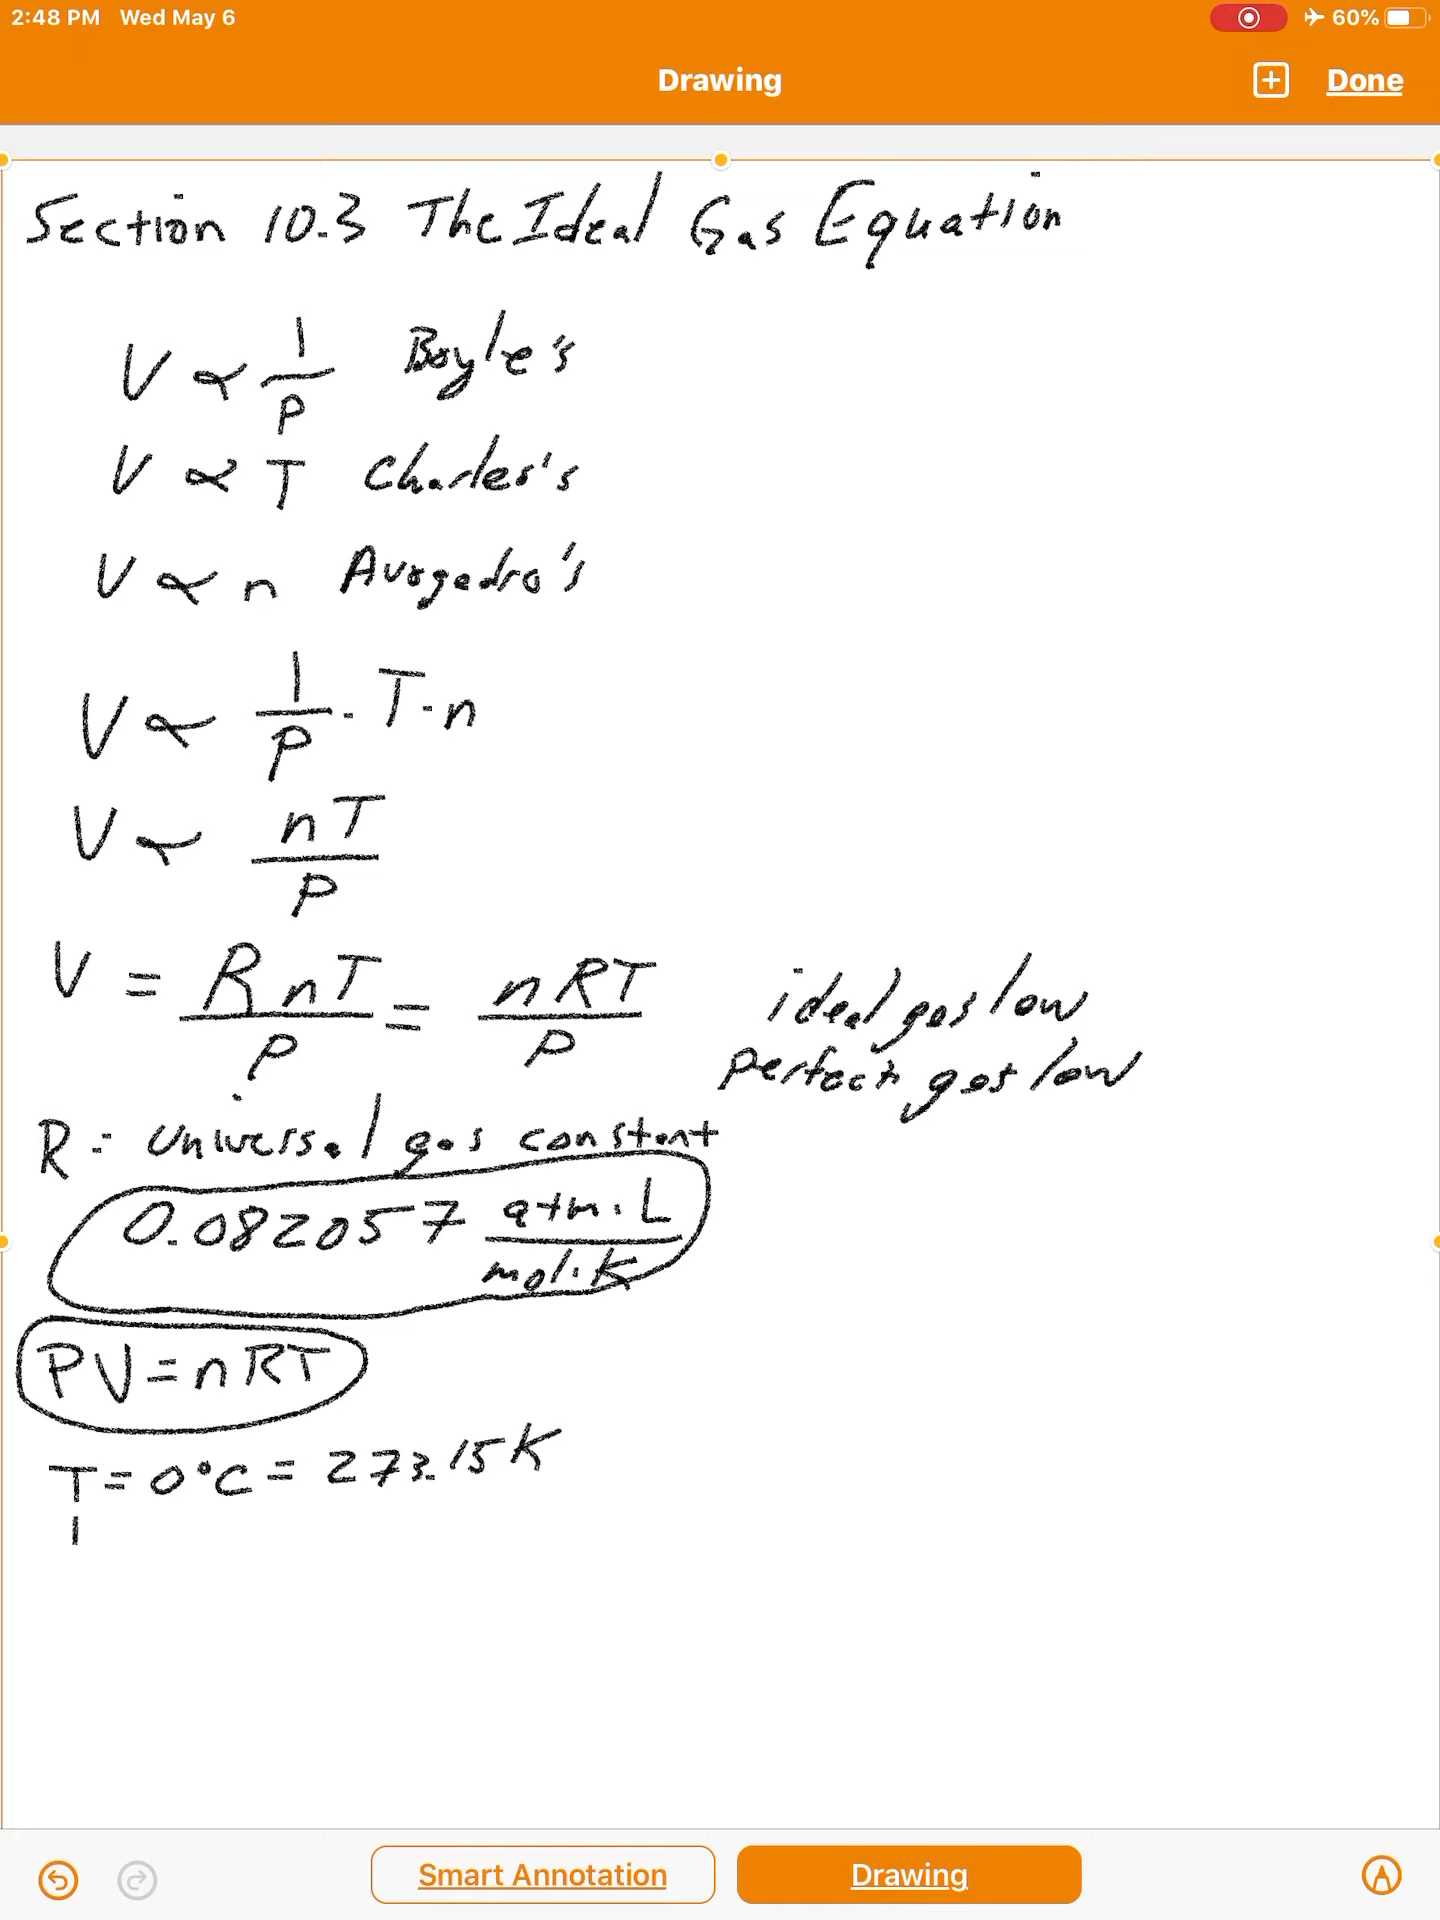 2:48 PM Wed May 6 60%
Drawing Done
Section 10.3 The Ideal Gas Equation
V ∝ 1/P Boyle's
V ∝ T Charles's
V ∝ n Avogadro's
V ∝ 1/P · T · n
V ∝ nT/P
V = RnT/P = nRT/P
ideal gas law
perfect gas law
R = Universal gas constant
0.082057 atm·L/mol·K
PV = nRT
T = 0°C = 273.15K
Smart Annotation Drawing